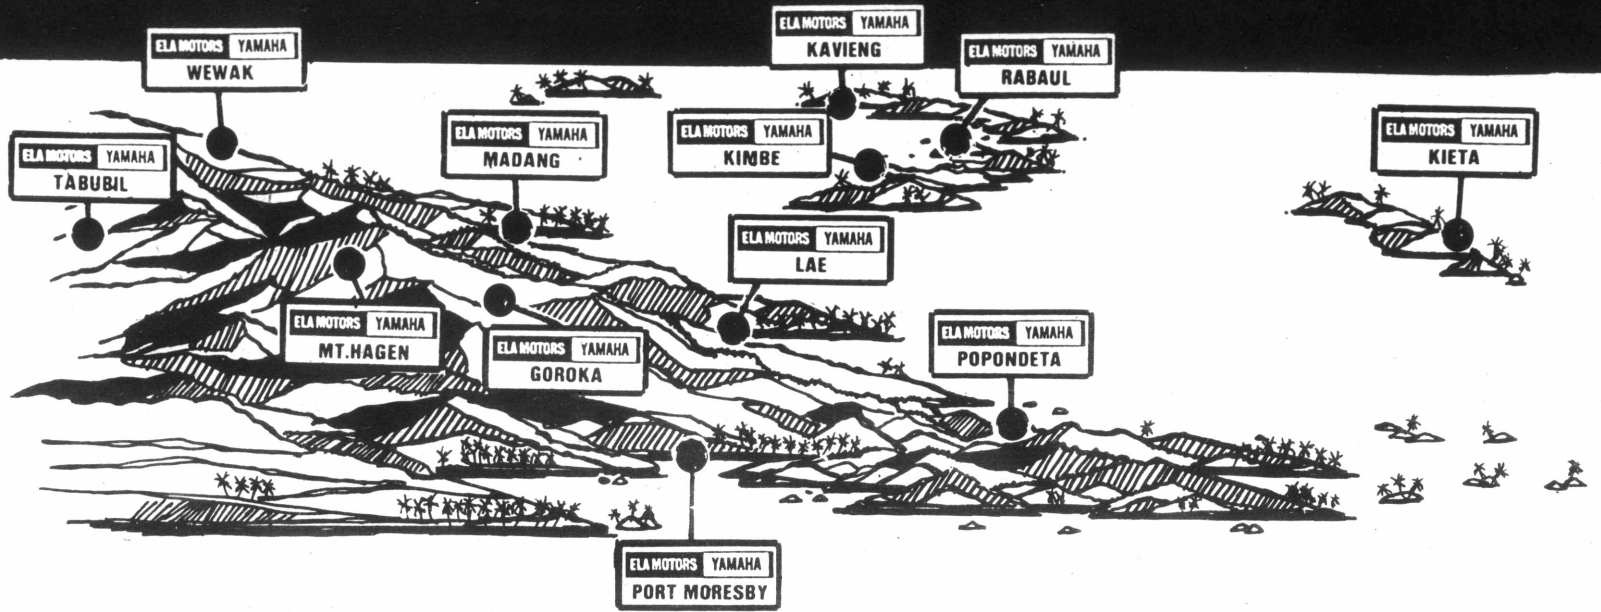 ELA MOTORS YAMAHA
KAVIENG
ELA MOTORS YAMAHA
WEWAK
ELA MOTORS YAMAHA
RABAUL
ELA MOTORS YAMAHA
TABUBIL
ELA MOTORS YAMAHA
MADANG
ELA MOTORS YAMAHA
KIMBE
ELA MOTORS YAMAHA
KIETA
ELA MOTORS YAMAHA
LAE
ELA MOTORS YAMAHA
MT.HAGEN
ELA MOTORS YAMAHA
GOROKA
ELA MOTORS YAMAHA
POPONDETA
ELA MOTORS YAMAHA
PORT MORESBY